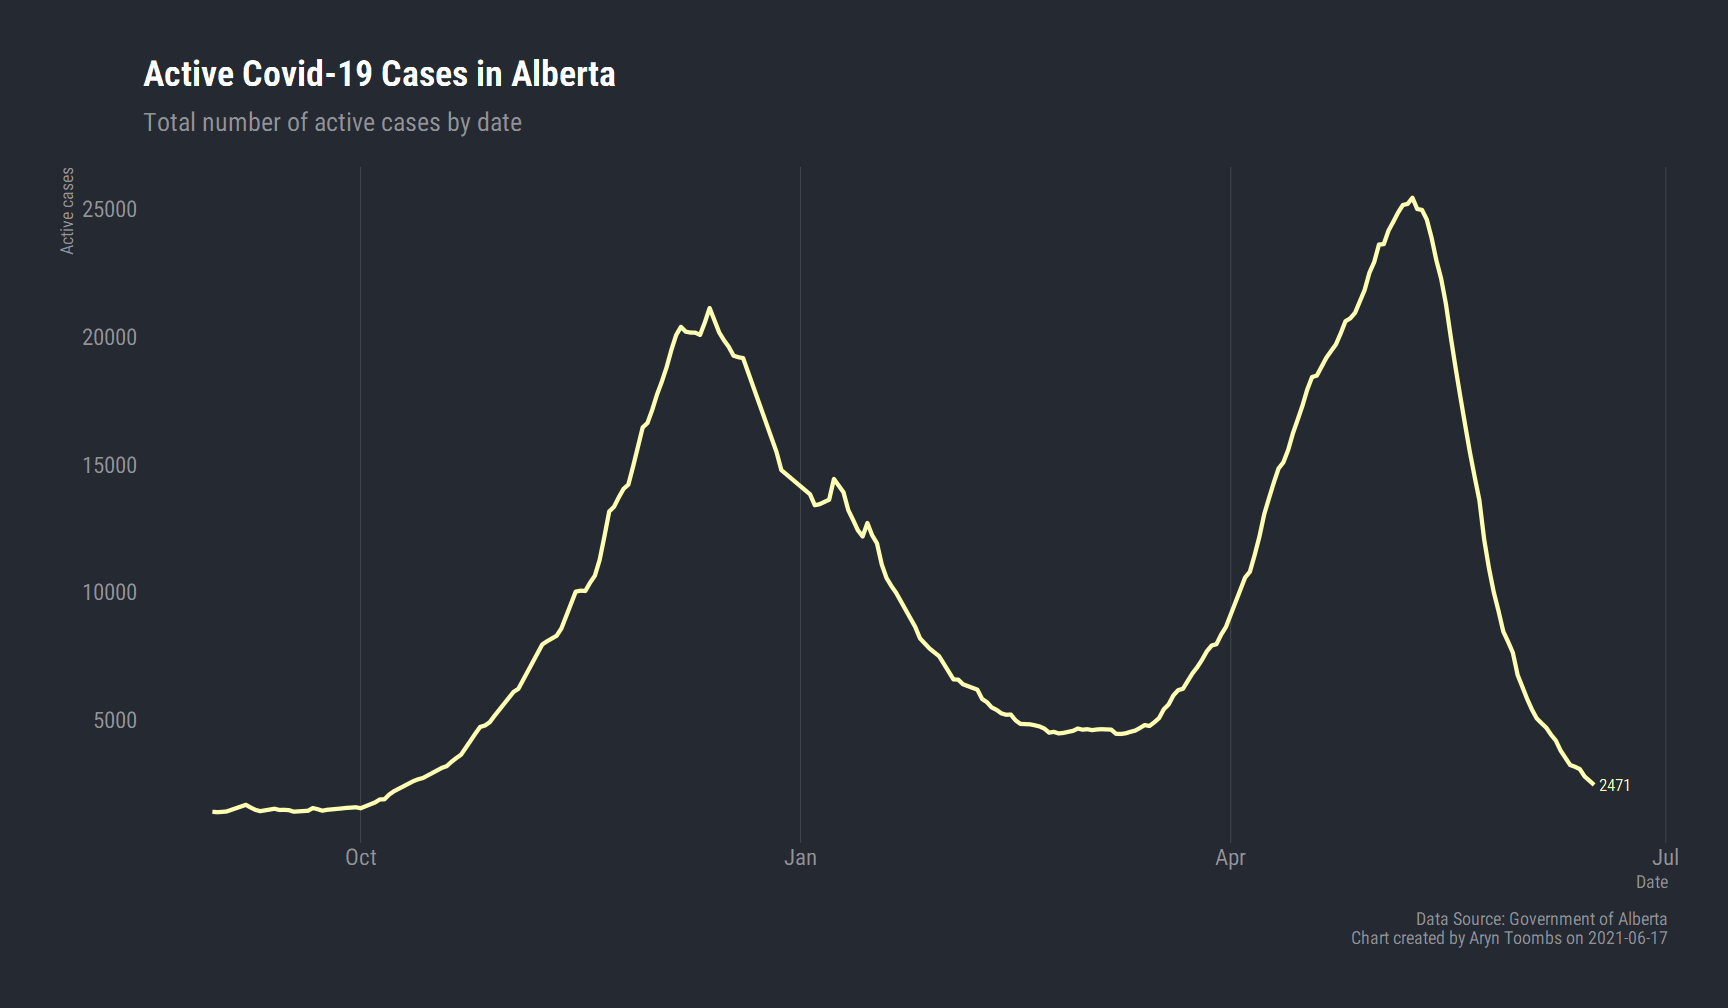 Active Covid-19 Cases in Alberta
Total number of active cases by date
Active cases
25000
20000
15000
10000
5000
2471
Oct
Jan
Apr
Jul
Date
Data Source: Government of Alberta
Chart created by Aryn Toombs on 2021-06-17